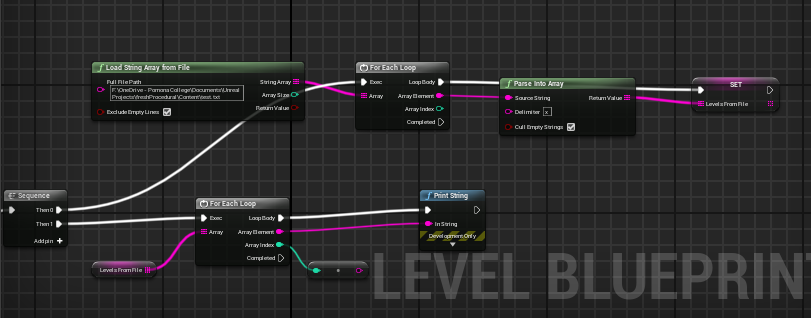 Load String Array from File
Full File Path
F:\OneDrive - Pomona College\Documents\Unreal
Projects\freshProcedural\Content\text.txt
Exclude Empty Lines
String Array
Array Size
Return Value
For Each Loop
Exec
Array
Loop Body
Array Element
Array Index
Completed
Parse Into Array
Source String
Delimiter x
Cull Empty Strings
Return Value
SET
Levels From File
Sequence
Then 0
Then 1
Add pin +
For Each Loop
Exec
Array
Loop Body
Array Element
Array Index
Completed
Print String
In String
Development Only
Levels From File
LEVEL BLUEPRINT